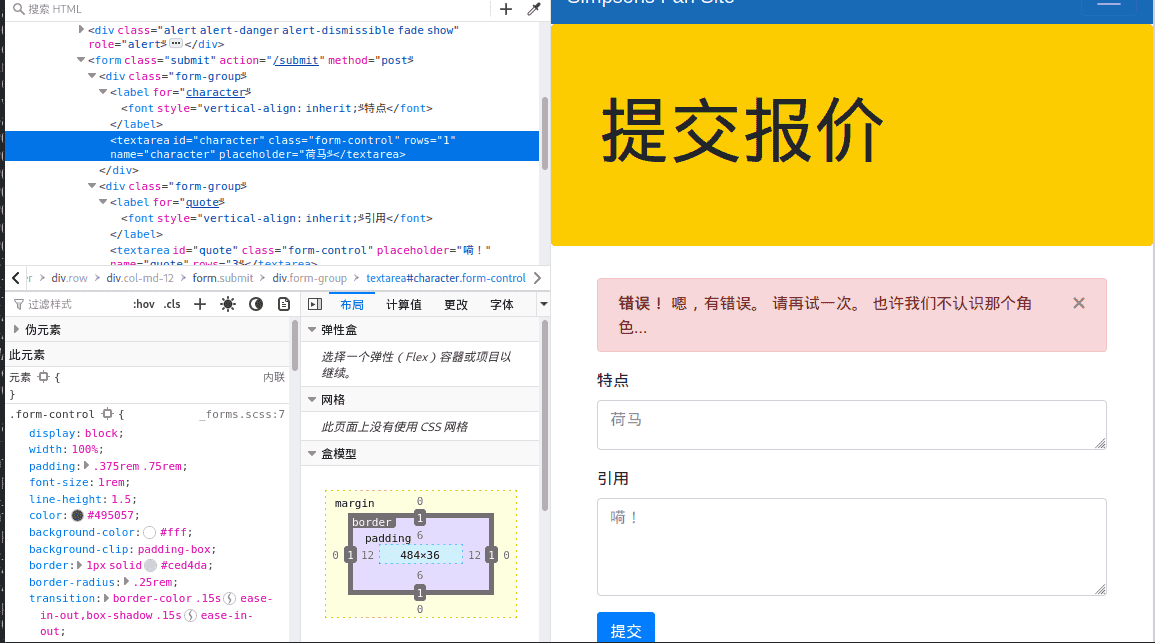 搜索 HTML
<div class="alert alert-danger alert-dismissible fade show"
role="alert"> ••• </div>
<form class="submit" action="/submit" method="post">
<div class="form-group">
<label for="character">
<font style="vertical-align: inherit;">特点</font>
</label>
<textarea id="character" class="form-control" rows="1"
name="character" placeholder="荷马"></textarea>
</div>
<div class="form-group">
<label for="quote">
<font style="vertical-align: inherit;">引用</font>
</label>
<textarea id="quote" class="form-control" placeholder="嗬！"
name="quote" rows="3"></textarea>
r > div.row > div.col-md-12 > form.submit > div.form-group > textarea#character.form-control
过滤样式 :hov .cls
伪元素
此元素
元素 { 内联
}
.form-control { _forms.scss:7
display: block;
width: 100%;
padding: .375rem .75rem;
font-size: 1rem;
line-height: 1.5;
color: #495057;
background-color: #fff;
background-clip: padding-box;
border: 1px solid #ced4da;
border-radius: .25rem;
transition: border-color .15s ease-
in-out,box-shadow .15s ease-in-
out;
布局 计算值 更改 字体
弹性盒
选择一个弹性（Flex）容器或项目以
继续。
网格
此页面上没有使用 CSS 网格
盒模型
margin 0
border 1
padding 6
0 1 12 484×36 12 1 0
6
1
0
Simpsons Fan Site
提交报价
错误！ 嗯，有错误。 请再试一次。 也许我们不认识那个角
色... ×
特点
荷马
引用
嗬！
提交